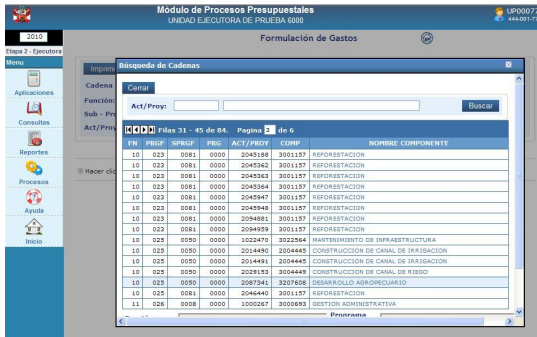 Módulo de Procesos Presupuestales
UNIDAD EJECUTORA DE PRUEBA 6000
UP00077
444-001-7
2010
Etapa 2 - Ejecutora
Formulación de Gastos
Menu
Aplicaciones
Consultas
Reportes
Procesos
Ayuda
Inicio
Cadena
Función:
Act/Proy
Hacer clic
Búsqueda de Cadenas
Cerrar
Act/Proy:
Buscar
Filas 31 - 45 de 84. Pagina 3 de 6
FN PRGF SPRGF PRG ACT/PROY COMP NOMBRE COMPONENTE
10 023 0081 0000 2045188 3001157 REFORESTACION
10 023 0081 0000 2045362 3001157 REFORESTACION
10 023 0081 0000 2045363 3001157 REFORESTACION
10 023 0081 0000 2045364 3001157 REFORESTACION
10 023 0081 0000 2045947 3001157 REFORESTACION
10 023 0081 0000 2045948 3001157 REFORESTACION
10 023 0081 0000 2094881 3001157 REFORESTACION
10 023 0081 0000 2094959 3001157 REFORESTACION
10 025 0050 0000 1022470 3022564 MANTENIMIENTO DE INFRAESTRUCTURA
10 025 0050 0000 2014490 2004445 CONSTRUCCION DE CANAL DE IRRIGACION
10 025 0050 0000 2014491 2004445 CONSTRUCCION DE CANAL DE IRRIGACION
10 025 0050 0000 2029153 3004449 CONSTRUCCION DE CANAL DE RIEGO
10 025 0050 0000 2087341 3207608 DESARROLLO AGROPECUARIO
10 025 0081 0000 2046440 3001157 REFORESTACION
11 026 0008 0000 1000267 3000693 GESTION ADMINISTRATIVA
Programa